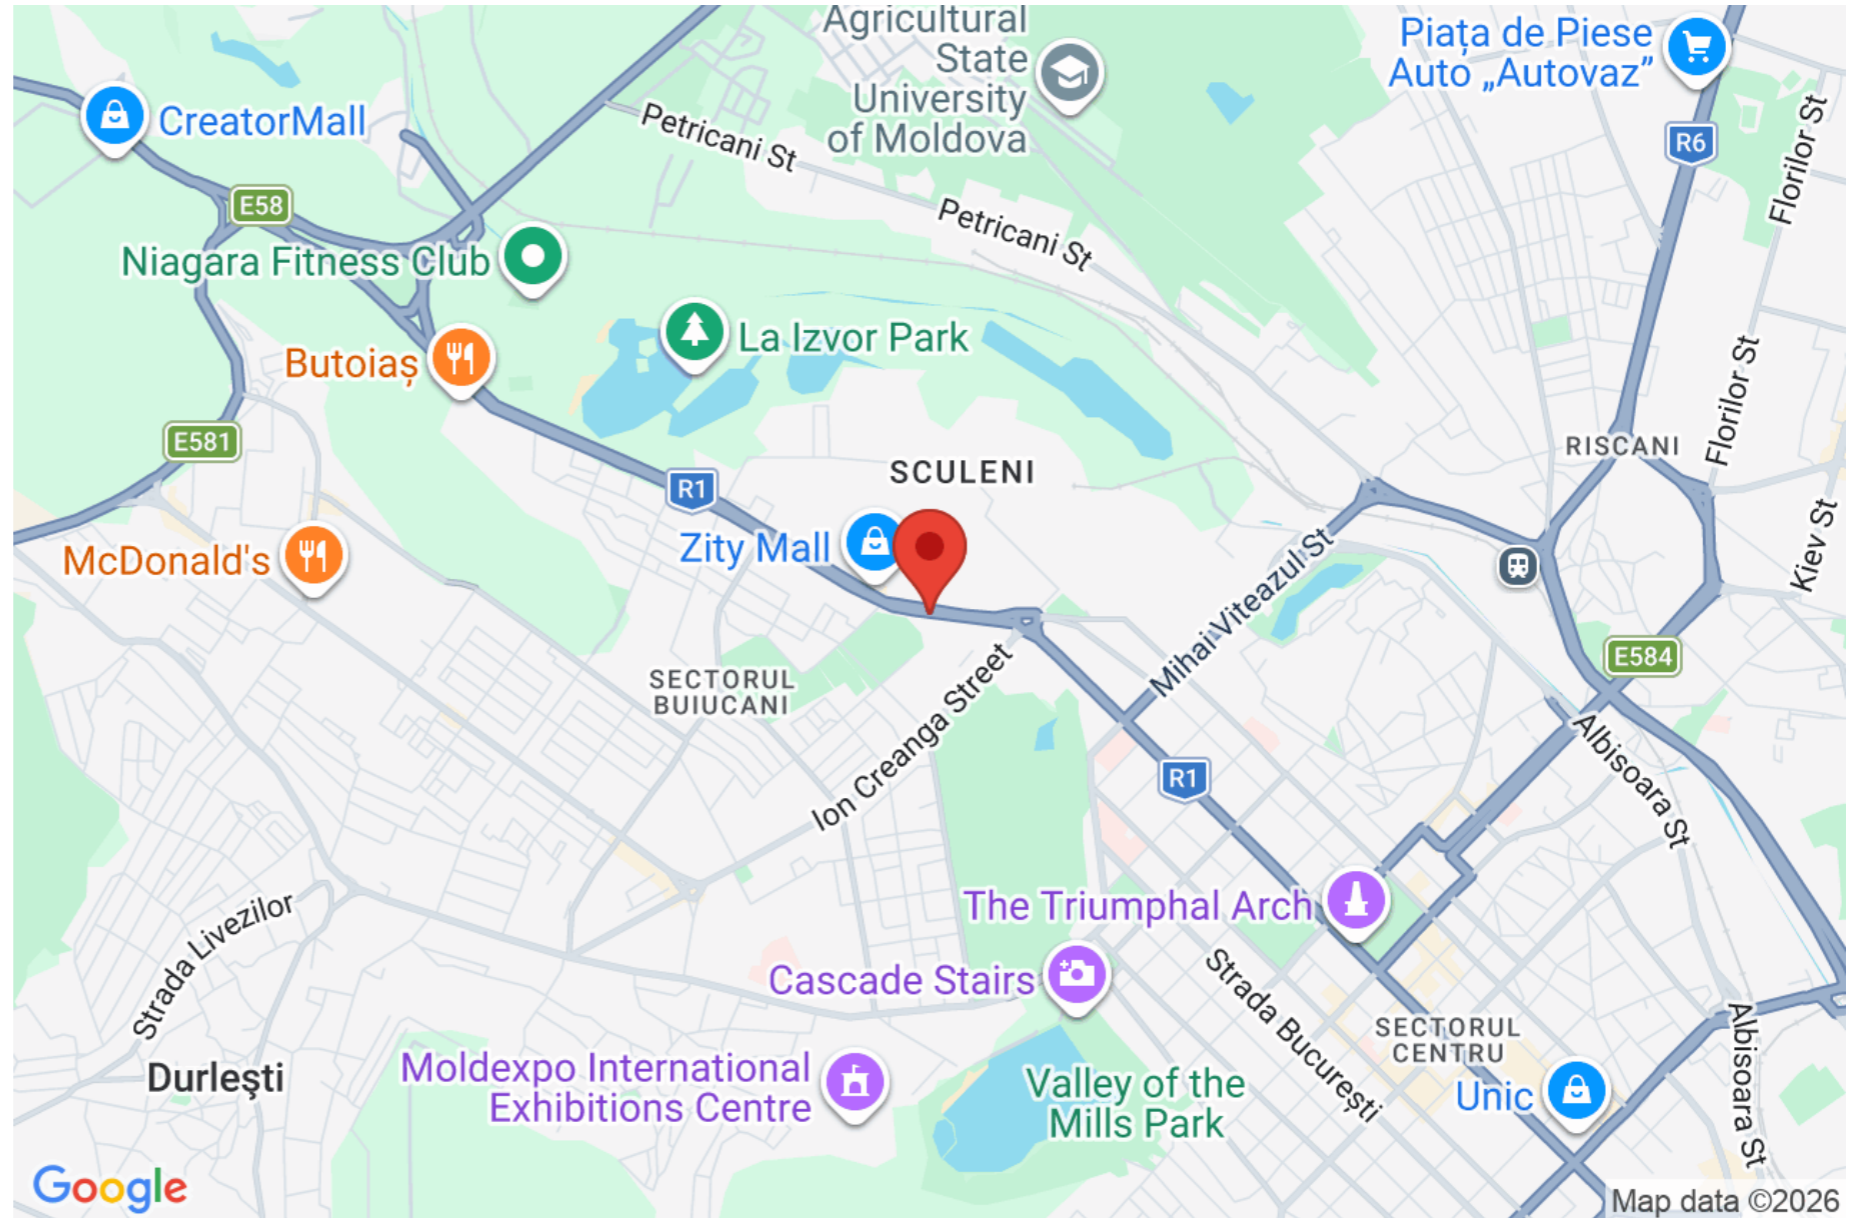 Agricultural
State
University
of Moldova
Piața de Piese
Auto „Autovaz”
CreatorMall
Petricani St
R6
Florilor St
E58
Petricani St
Niagara Fitness Club
La Izvor Park
Butoiaș
Florilor St
E581
RISCANI
SCULENI
R1
Zity Mall
McDonald's
Mihai Viteazul St
Kiev St
E584
SECTORUL
BUIUCANI
Ion Creanga Street
Albisoara St
R1
The Triumphal Arch
Strada Livezilor
Cascade Stairs
Strada București
SECTORUL
CENTRU
Albisoara St
Durleşti
Moldexpo International
Exhibitions Centre
Valley of the
Mills Park
Unic
Google
Map data ©2026